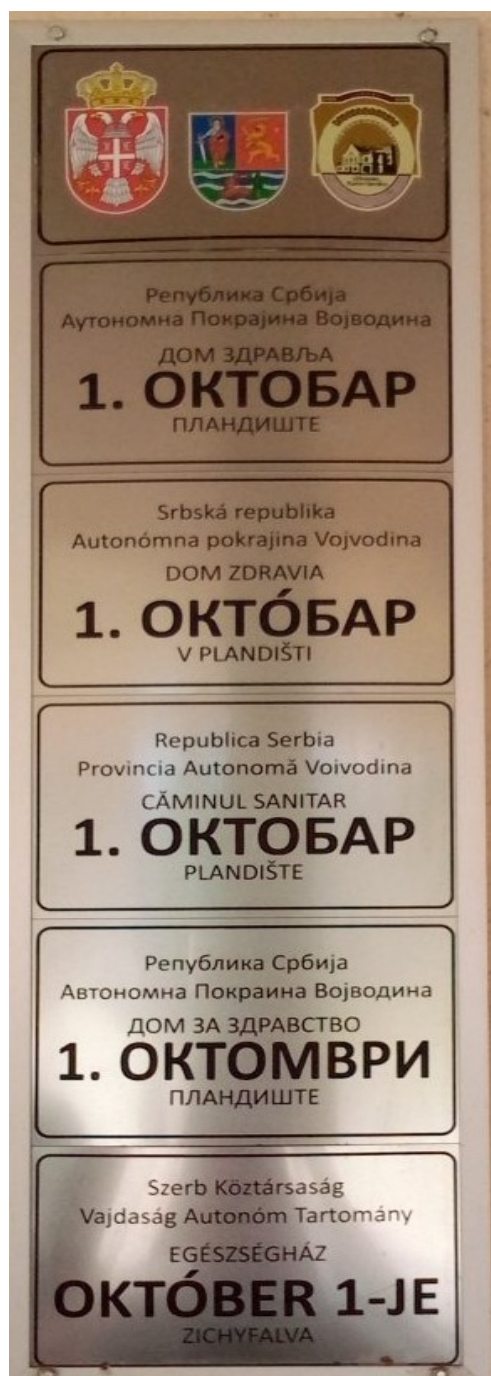 Република Србија
Аутономна Покрајина Војводина
ДОМ ЗДРАВЉА
1. ОКТОБАР
ПЛАНДИШТЕ
Srbská republika
Autonómna pokrajina Vojvodina
DOM ZDRAVIA
1. ОКТÓБАР
V PLANDIŠTI
Republica Serbia
Provincia Autonomă Voivodina
CĂMINUL SANITAR
1. ОКТОБАР
PLANDIŠTE
Република Србија
Автономна Покраина Војводина
ДОМ ЗА ЗДРАВСТВО
1. ОКТОМВРИ
ПЛАНДИШТЕ
Szerb Köztársaság
Vajdaság Autonóm Tartomány
EGÉSZSÉGHÁZ
OKTÓBER 1-JE
ZICHYFALVA